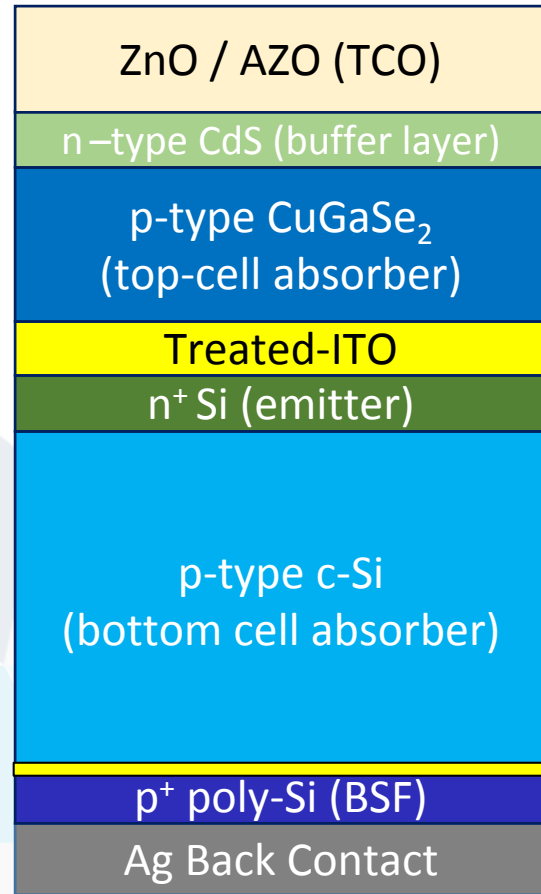 ZnO / AZO (TCO)
n –type CdS (buffer layer)
p-type CuGaSe₂
(top-cell absorber)
Treated-ITO
n⁺ Si (emitter)
p-type c-Si
(bottom cell absorber)
p⁺ poly-Si (BSF)
Ag Back Contact